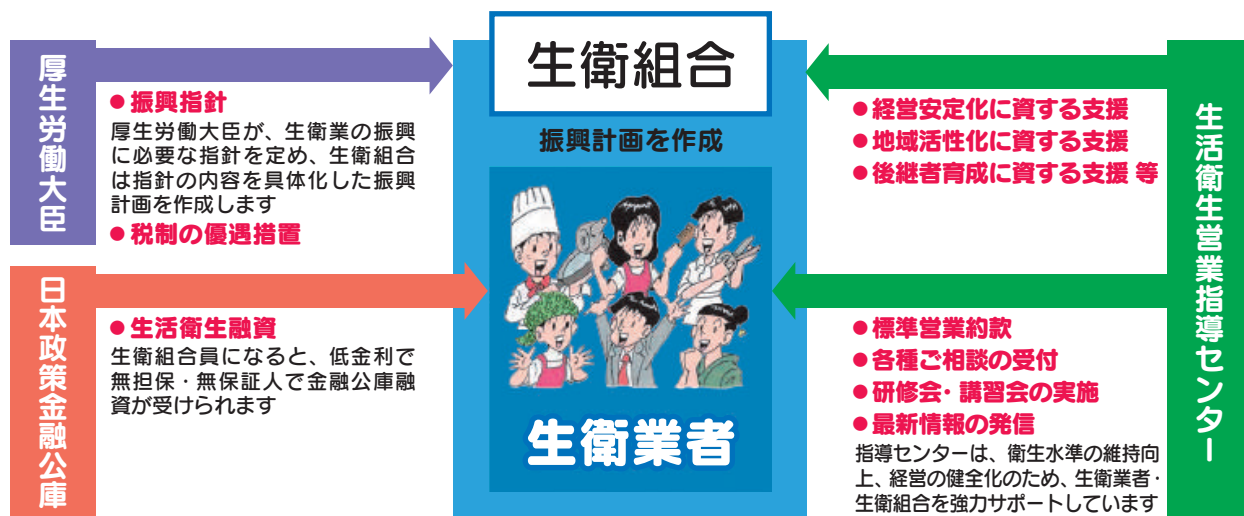 厚生労働大臣
●振興指針
厚生労働大臣が、生衛業の振興
に必要な指針を定め、生衛組合
は指針の内容を具体化した振興
計画を作成します
●税制の優遇措置
日本政策金融公庫
●生活衛生融資
生衛組合員になると、低金利で
無担保・無保証人で金融公庫融
資が受けられます
生衛組合
振興計画を作成
生衛業者
●経営安定化に資する支援
●地域活性化に資する支援
●後継者育成に資する支援 等
●標準営業約款
●各種ご相談の受付
●研修会・講習会の実施
●最新情報の発信
指導センターは、衛生水準の維持向
上、経営の健全化のため、生衛業者・
生衛組合を強力サポートしています
生活衛生営業指導センター